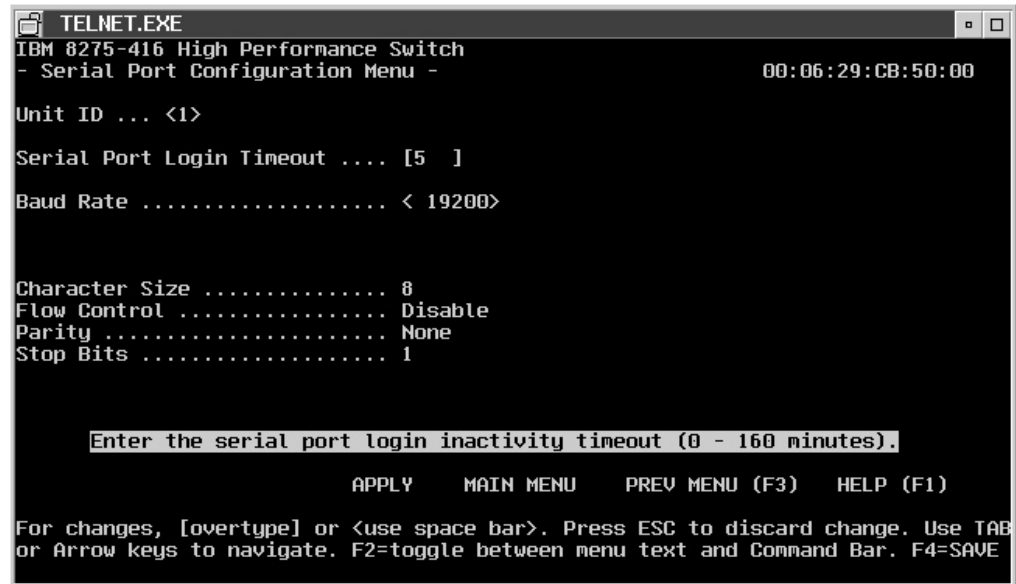 TELNET.EXE
IBM 8275-416 High Performance Switch
- Serial Port Configuration Menu - 00:06:29:CB:50:00
Unit ID ... <1>
Serial Port Login Timeout .... [5  ]
Baud Rate .................... < 19200>
Character Size ............... 8
Flow Control ................. Disable
Parity ....................... None
Stop Bits .................... 1
Enter the serial port login inactivity timeout (0 - 160 minutes).
APPLY MAIN MENU PREV MENU (F3) HELP (F1)
For changes, [overtype] or <use space bar>. Press ESC to discard change. Use TAB
or Arrow keys to navigate. F2=toggle between menu text and Command Bar. F4=SAVE